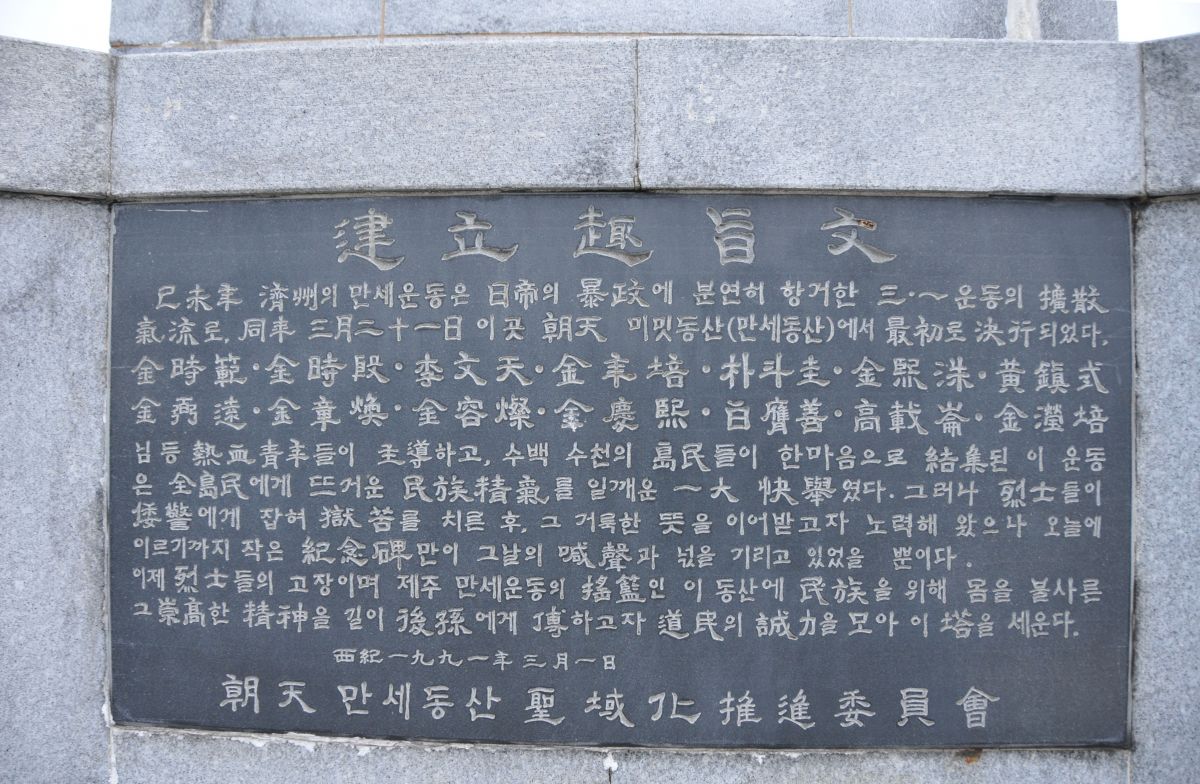 建立趣旨文
己未年 濟州의 만세운동은 日帝의 暴政에 분연히 항거한 三·一 운동의 擴散
氣流로, 同年 三月二十一日 이곳 朝天 미밋동산(만세동산)에서 最初로 決行되었다.
金時範·金時殷·李文天·金年培·朴斗圭·金熙洙·黃鎭式
金弼遠·金章煥·金容燦·金慶熙·白膺善·高載崙·金瀅培
님등 熱血青年들이 主導하고, 수백 수천의 島民들이 한마음으로 結集된 이 운동
은 全島民에게 뜨거운 民族精氣를 일깨운 一大 快擧였다. 그러나 烈士들이
倭警에게 잡혀 獄苦를 치른 후, 그 거룩한 뜻을 이어받고자 노력해 왔으나 오늘에
이르기까지 작은 紀念碑만이 그날의 喊聲과 넋을 기리고 있었을 뿐이다.
이제 烈士들의 고장이며 제주 만세운동의 搖籃인 이 동산에 民族을 위해 몸을 불사른
그崇高한 精神을 길이 後孫에게 傳하고자 道民의 誠力을 모아 이 塔을 세운다.
西紀一九九一年 三月一日
朝天 만세동산 聖域化推進委員會